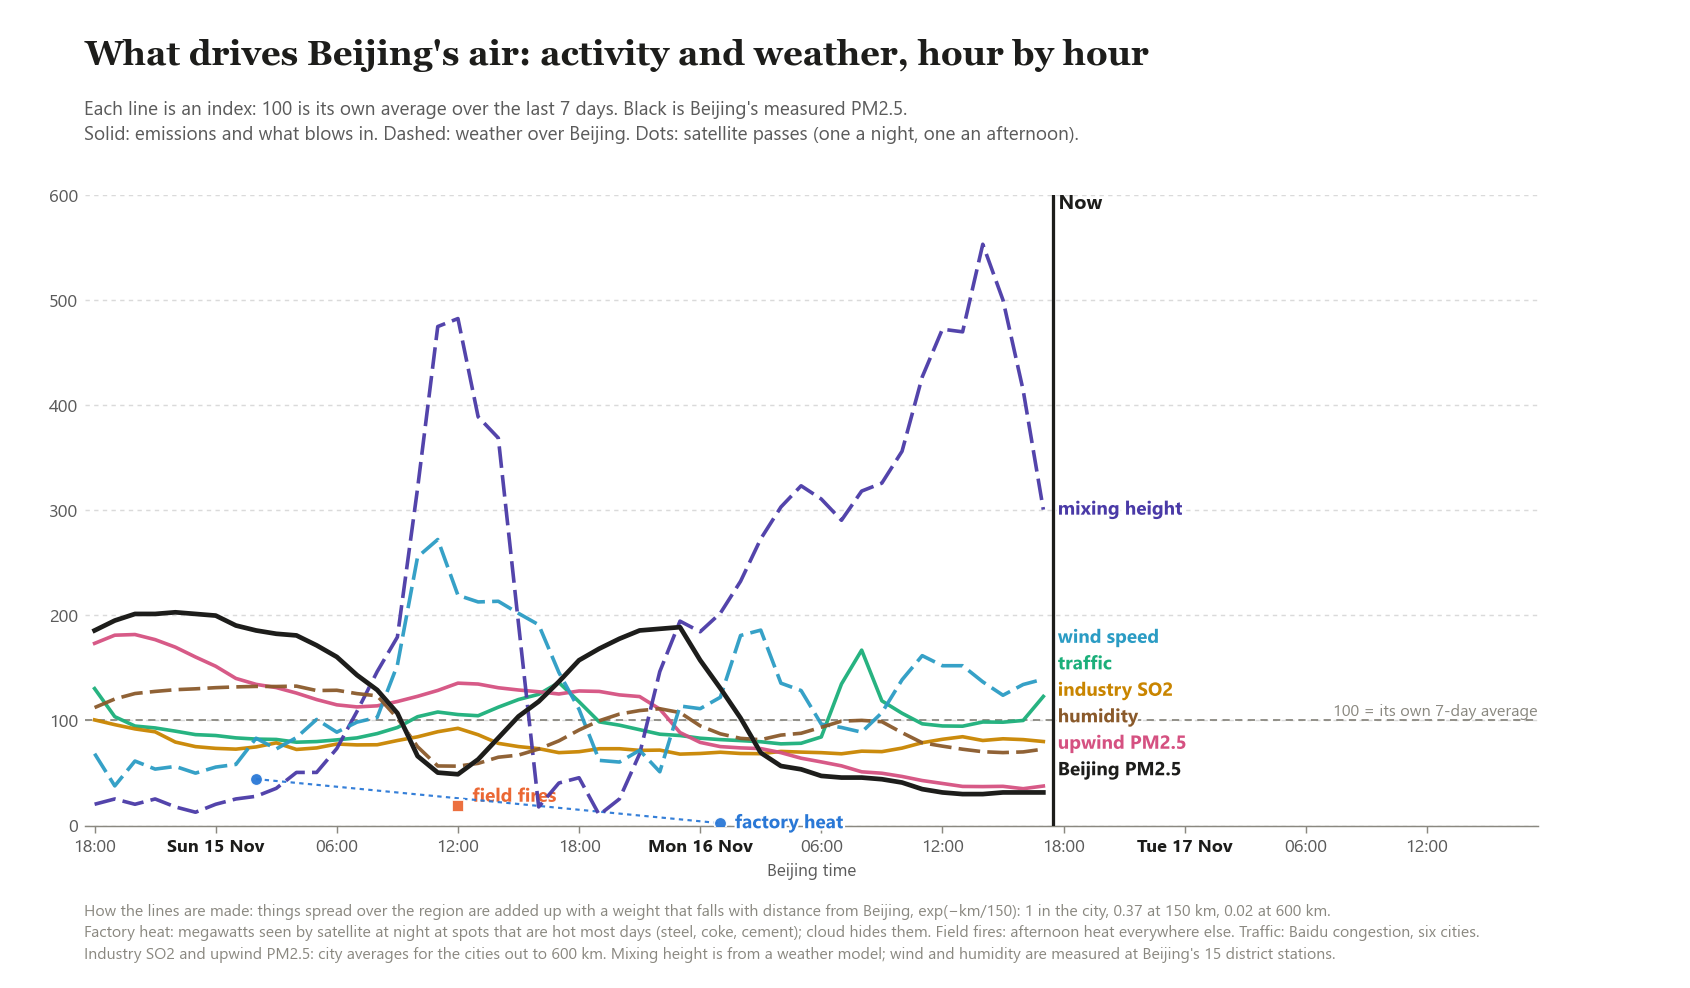 What drives Beijing's air: activity and weather, hour by hour
Each line is an index: 100 is its own average over the last 7 days. Black is Beijing's measured PM2.5.
Solid: emissions and what blows in. Dashed: weather over Beijing. Dots: satellite passes (one a night, one an afternoon).
600
Now
500
400
300
mixing height
200
wind speed
traffic
industry SO2
100 = its own 7-day average
humidity
100
upwind PM2.5
Beijing PM2.5
field fires
factory heat
0
18:00 Sun 15 Nov 06:00 12:00 18:00 Mon 16 Nov 06:00 12:00 18:00 Tue 17 Nov 06:00 12:00
Beijing time
How the lines are made: things spread over the region are added up with a weight that falls with distance from Beijing, exp(−km/150): 1 in the city, 0.37 at 150 km, 0.02 at 600 km.
Factory heat: megawatts seen by satellite at night at spots that are hot most days (steel, coke, cement); cloud hides them. Field fires: afternoon heat everywhere else. Traffic: Baidu congestion, six cities.
Industry SO2 and upwind PM2.5: city averages for the cities out to 600 km. Mixing height is from a weather model; wind and humidity are measured at Beijing's 15 district stations.